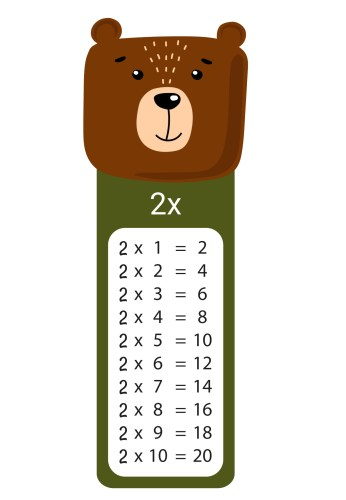 2x
2 x 1 = 2
2 x 2 = 4
2 x 3 = 6
2 x 4 = 8
2 x 5 = 10
2 x 6 = 12
2 x 7 = 14
2 x 8 = 16
2 x 9 = 18
2 x 10 = 20